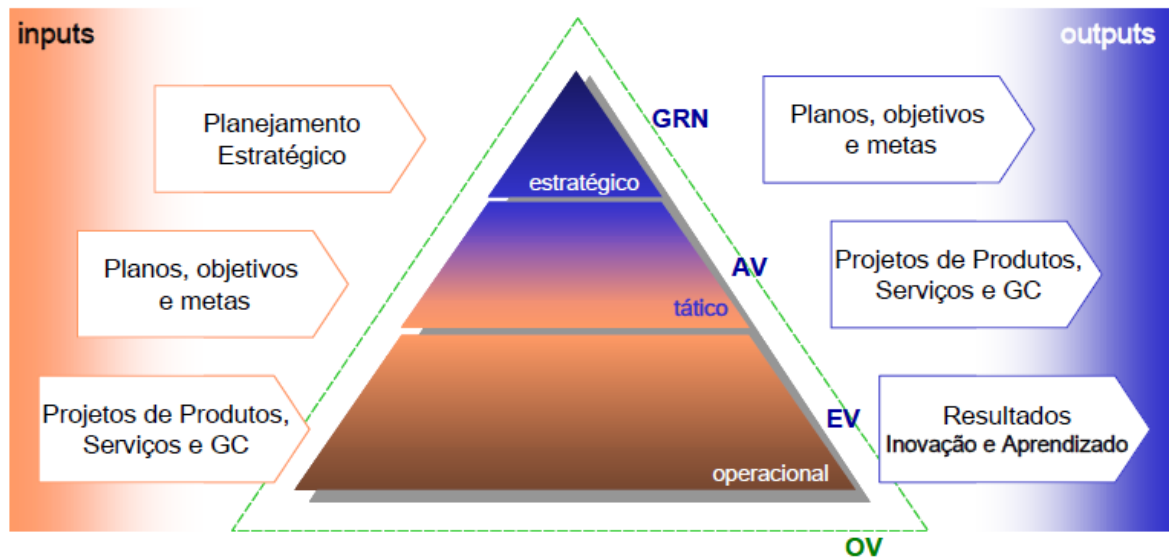 inputs
outputs
Planejamento
Estratégico
GRN
Planos, objetivos
e metas
estratégico
Planos, objetivos
e metas
AV
tático
Projetos de Produtos,
Serviços e GC
Projetos de Produtos,
Serviços e GC
EV
operacional
Resultados
Inovação e Aprendizado
OV